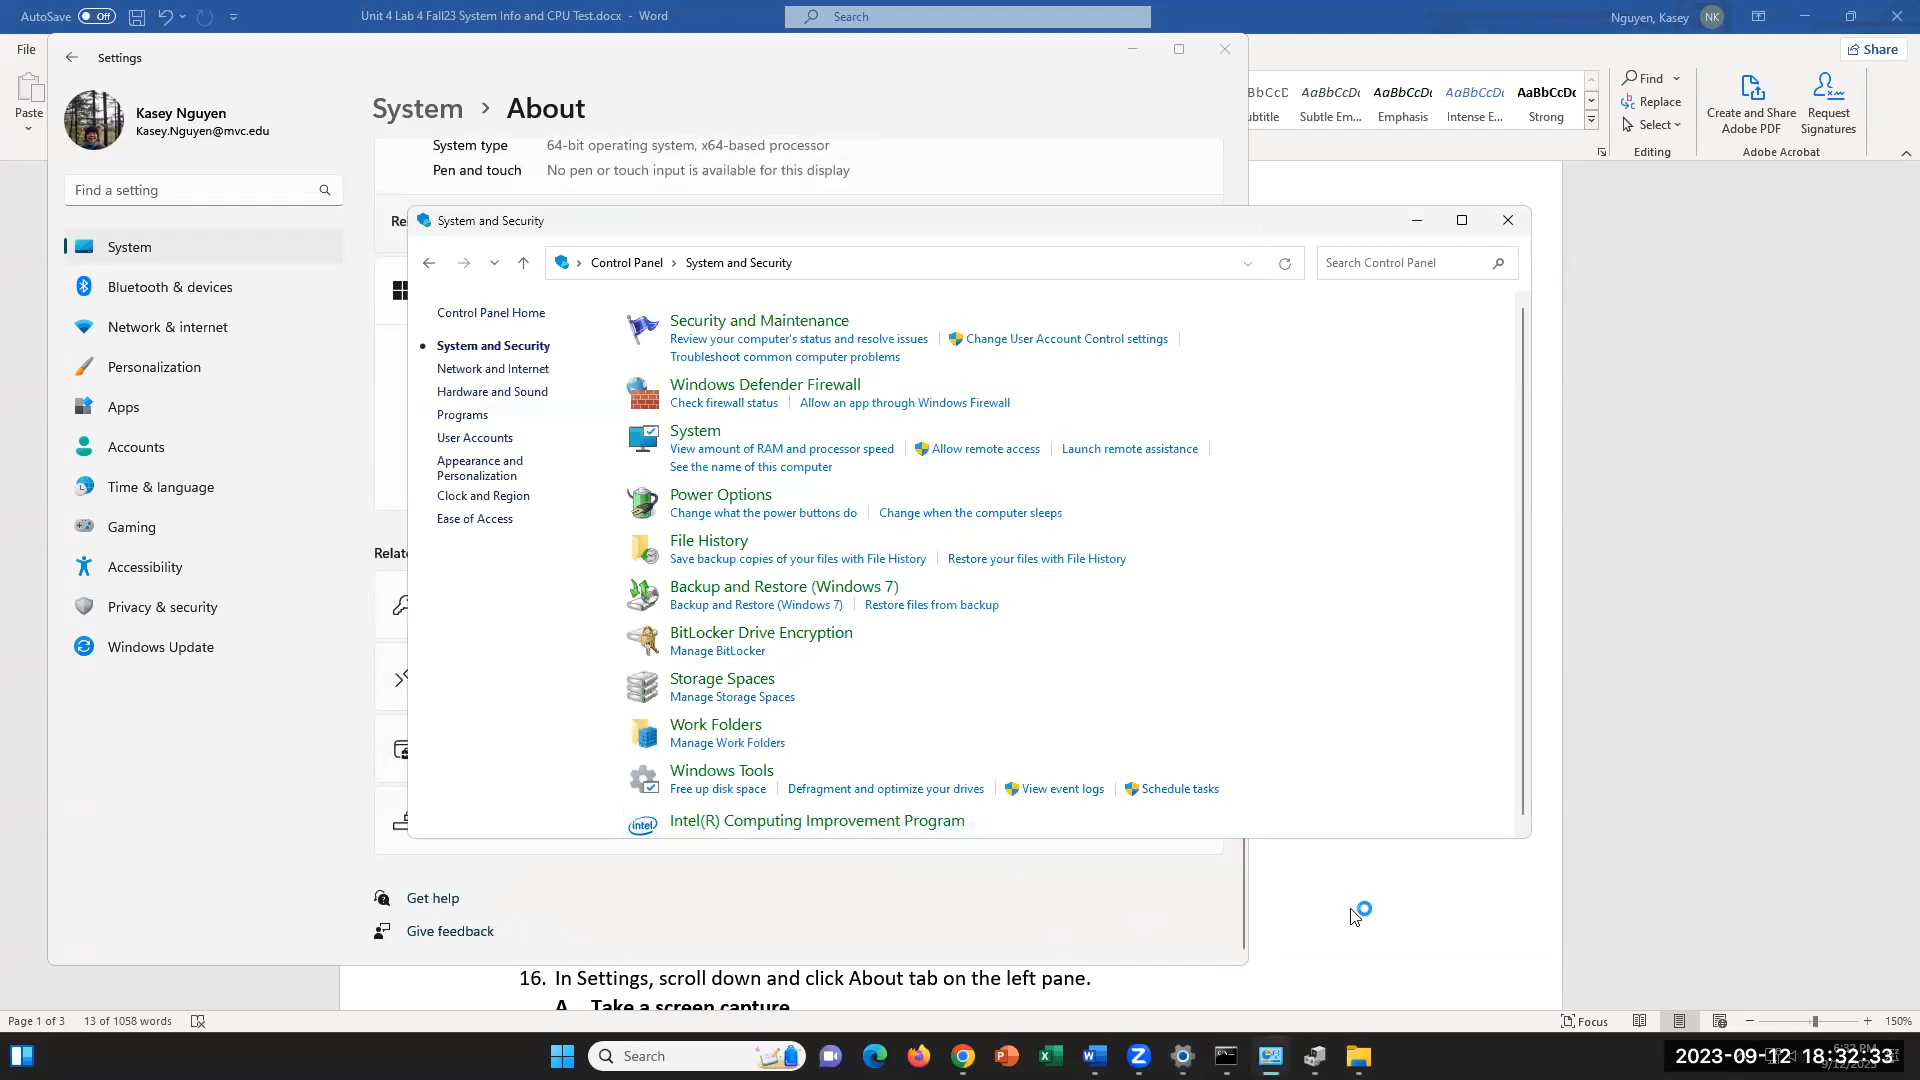 AutoSave Off Unit 4 Lab 4 Fall23 System Info and CPU Test.docx - Word Search Nguyen, Kasey NK
File
Share
Paste
Settings
Kasey Nguyen
Kasey.Nguyen@mvc.edu
Find a setting
System
Bluetooth & devices
Network & internet
Personalization
Apps
Accounts
Time & language
Gaming
Accessibility
Privacy & security
Windows Update
System > About
System type 64-bit operating system, x64-based processor
Pen and touch No pen or touch input is available for this display
Re
Relate
Get help
Give feedback
BbCcD AaBbCcDc AaBbCcDc AaBbCcDc AaBbCcDc
ubtitle Subtle Em... Emphasis Intense E... Strong
Find
Replace
Select
Editing
Create and Share Adobe PDF
Request Signatures
Adobe Acrobat
System and Security
Control Panel > System and Security
Search Control Panel
Control Panel Home
System and Security
Network and Internet
Hardware and Sound
Programs
User Accounts
Appearance and
Personalization
Clock and Region
Ease of Access
Security and Maintenance
Review your computer's status and resolve issues Change User Account Control settings
Troubleshoot common computer problems
Windows Defender Firewall
Check firewall status Allow an app through Windows Firewall
System
View amount of RAM and processor speed Allow remote access Launch remote assistance
See the name of this computer
Power Options
Change what the power buttons do Change when the computer sleeps
File History
Save backup copies of your files with File History Restore your files with File History
Backup and Restore (Windows 7)
Backup and Restore (Windows 7) Restore files from backup
BitLocker Drive Encryption
Manage BitLocker
Storage Spaces
Manage Storage Spaces
Work Folders
Manage Work Folders
Windows Tools
Free up disk space Defragment and optimize your drives View event logs Schedule tasks
intel Intel(R) Computing Improvement Program
16. In Settings, scroll down and click About tab on the left pane.
A. Take a screen capture
Page 1 of 3 13 of 1058 words
Focus
150%
Search
2023-09-12 18:32:33